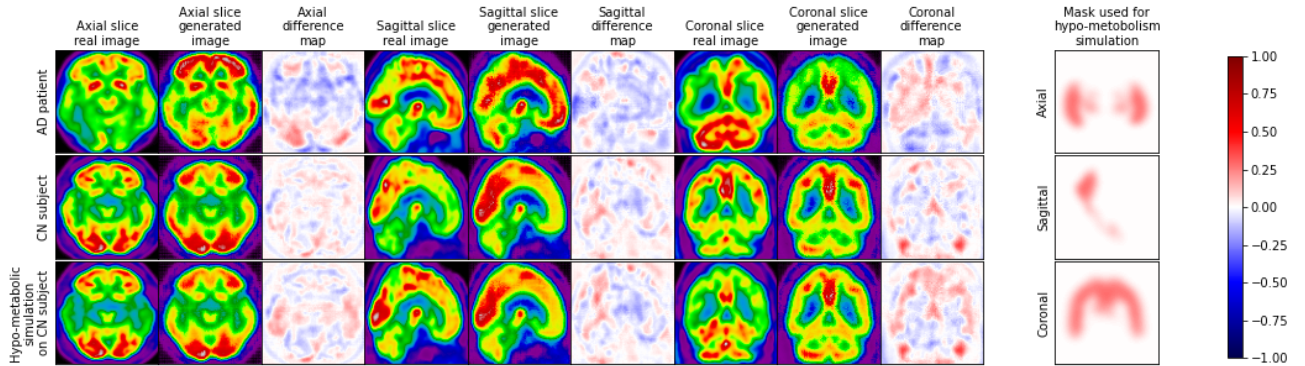 Axial slice
real image
Axial slice
generated
image
Axial
difference
map
Sagittal slice
real image
Sagittal slice
generated
image
Sagittal
difference
map
Coronal slice
real image
Coronal slice
generated
image
Coronal
difference
map
Mask used for
hypo-metabolism
simulation
AD patient
CN subject
Hypo-metabolic
simulation
on CN subject
Axial
Sagittal
Coronal
1.00
0.75
0.50
0.25
0.00
−0.25
−0.50
−0.75
−1.00